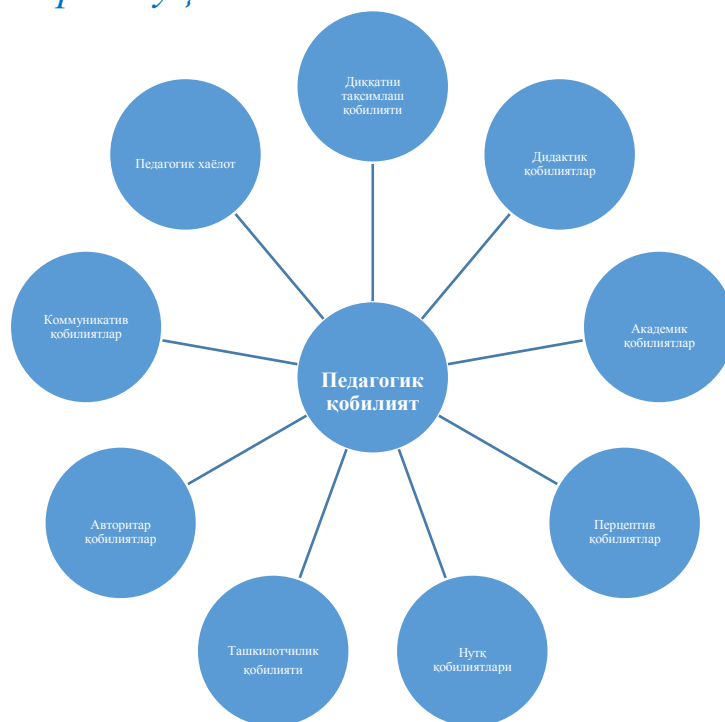 Диққатни
тақсимлаш
қобилияти
Дидактик
қобилиятлар
Академик
қобилиятлар
Перцептив
қобилиятлар
Нутқ
қобилиятлари
Ташкилотчилик
қобилияти
Авторитар
қобилиятлар
Коммуникатив
қобилиятлар
Педагогик хаёлот
Педагогик
қобилият